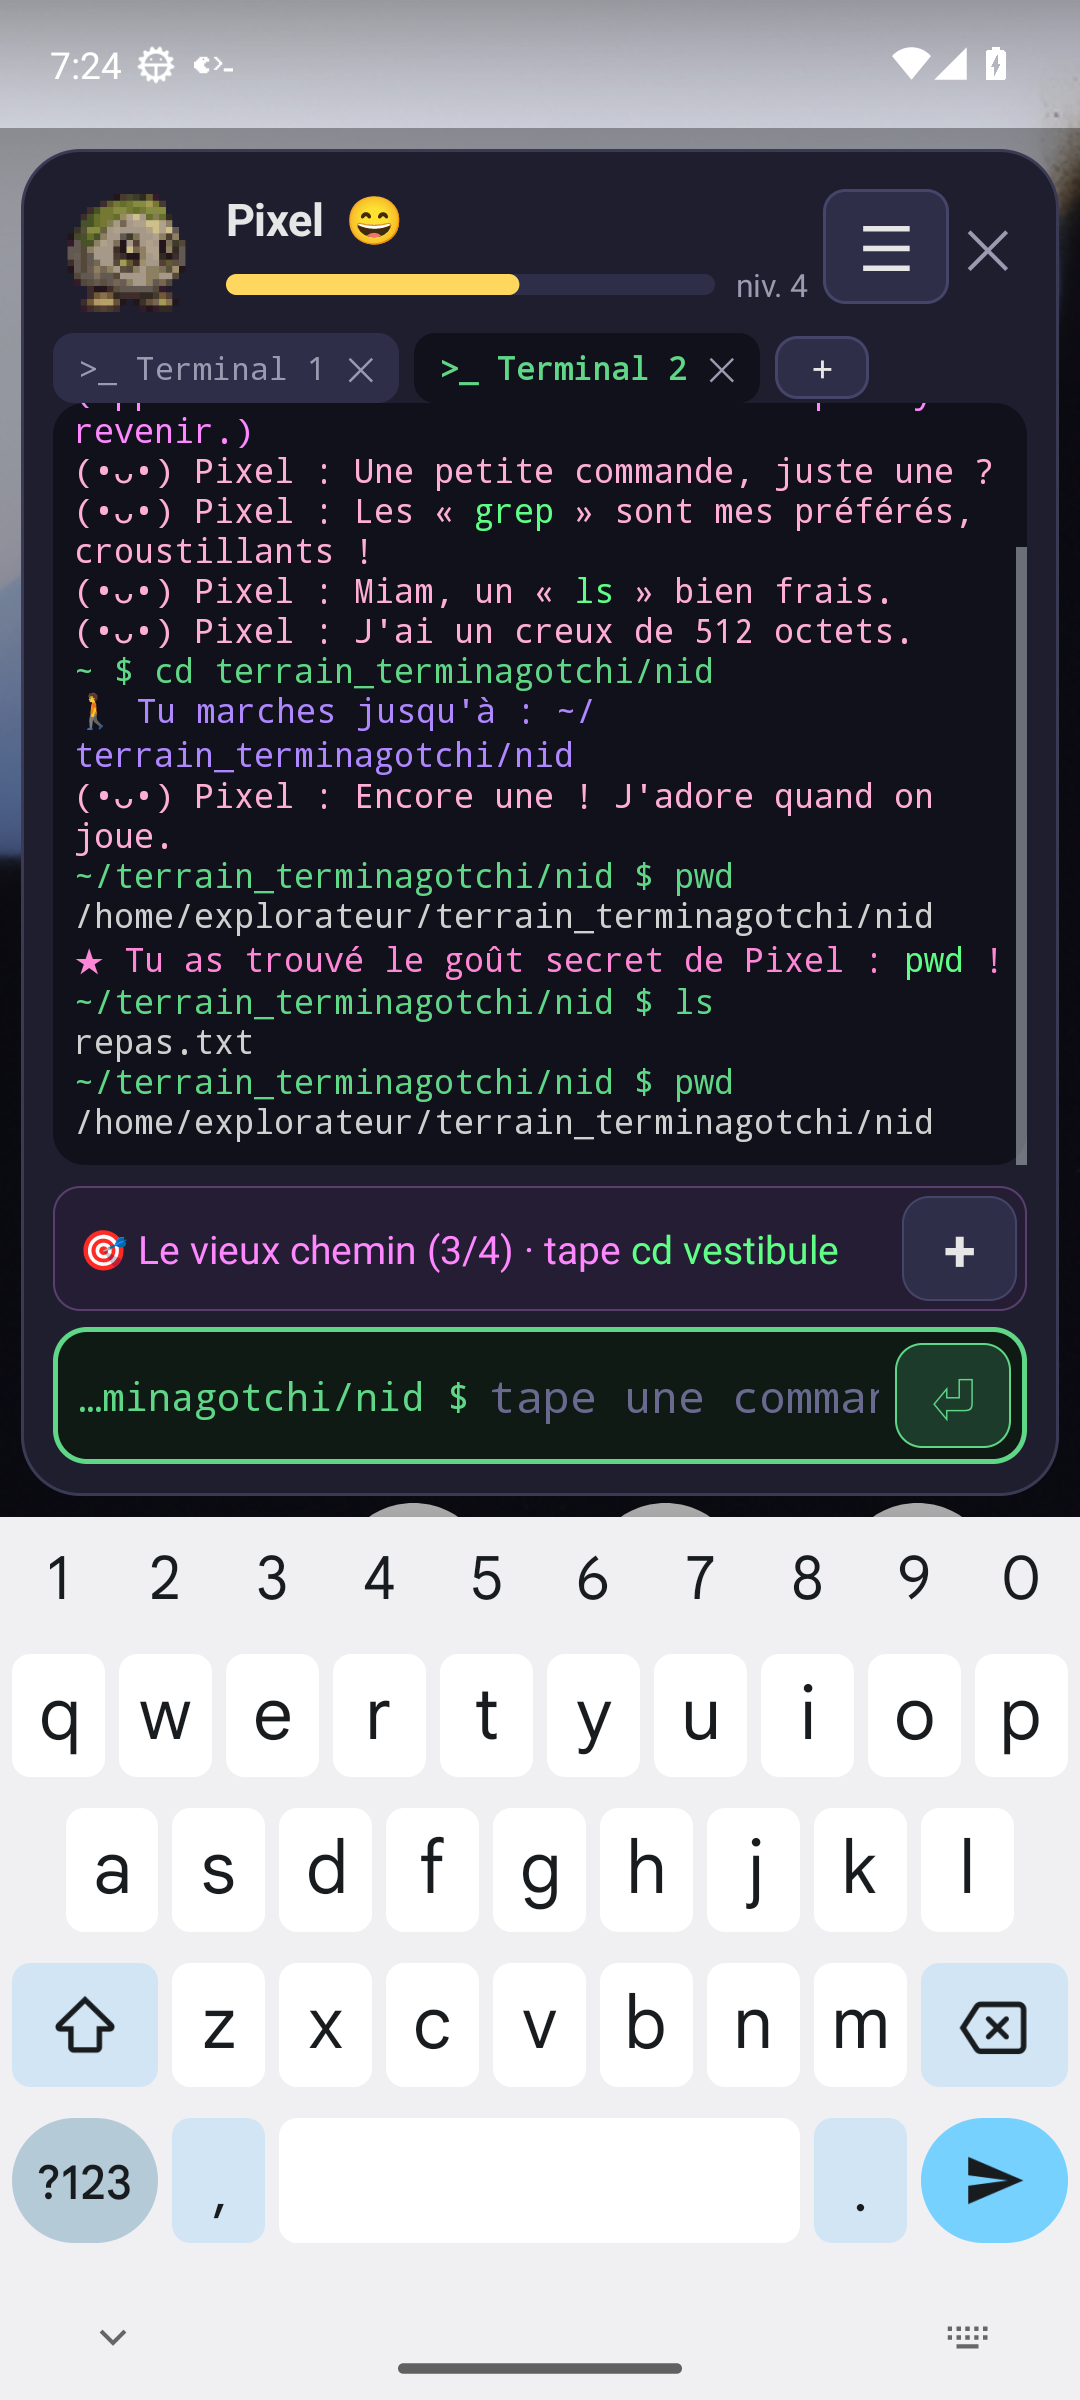 7:24
Pixel 😄
niv. 4
>_ Terminal 1
>_ Terminal 2
+
revenir.)
(•ᴗ•) Pixel : Une petite commande, juste une ?
(•ᴗ•) Pixel : Les « grep » sont mes préférés,
croustillants !
(•ᴗ•) Pixel : Miam, un « ls » bien frais.
(•ᴗ•) Pixel : J'ai un creux de 512 octets.
~ $ cd terrain_terminagotchi/nid
🚶 Tu marches jusqu'à : ~/
terrain_terminagotchi/nid
(•ᴗ•) Pixel : Encore une ! J'adore quand on
joue.
~/terrain_terminagotchi/nid $ pwd
/home/explorateur/terrain_terminagotchi/nid
★ Tu as trouvé le goût secret de Pixel : pwd !
~/terrain_terminagotchi/nid $ ls
repas.txt
~/terrain_terminagotchi/nid $ pwd
/home/explorateur/terrain_terminagotchi/nid
🎯 Le vieux chemin (3/4) · tape cd vestibule
+
…minagotchi/nid $ tape une comma
1 2 3 4 5 6 7 8 9 0
q w e r t y u i o p
a s d f g h j k l
z x c v b n m
?123 , .